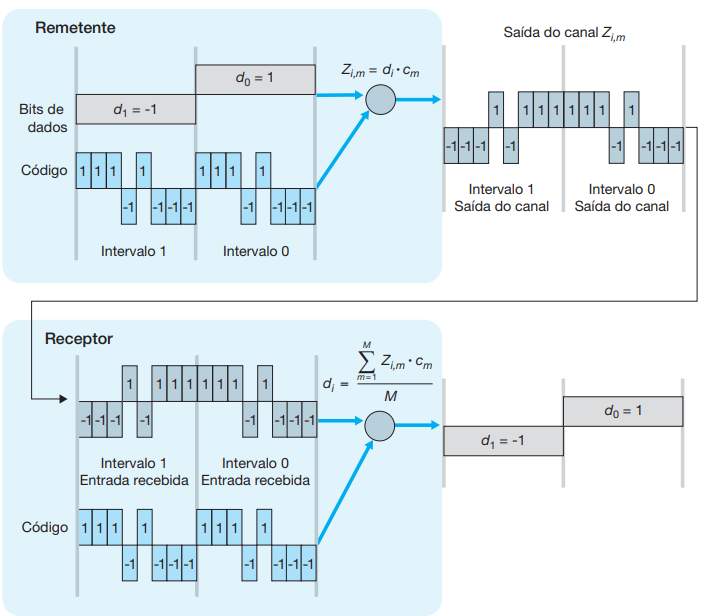 Remetente
Bits de
dados
d₁ = -1
d₀ = 1
Zᵢ,ₘ = dᵢ · cₘ
Código
1 1 1 -1 1 -1 -1 -1
1 1 1 -1 1 -1 -1 -1
Intervalo 1
Intervalo 0
Saída do canal Zᵢ,ₘ
-1 -1 -1 1 -1 1 1 1
1 1 1 -1 1 -1 -1 -1
Intervalo 1
Saída do canal
Intervalo 0
Saída do canal
Receptor
-1 -1 -1 1 -1 1 1 1
1 1 1 -1 1 -1 -1 -1
Intervalo 1
Entrada recebida
Intervalo 0
Entrada recebida
Código
1 1 1 -1 1 -1 -1 -1
1 1 1 -1 1 -1 -1 -1
M
dᵢ = ∑ Zᵢ,ₘ · cₘ
m=1
M
d₁ = -1
d₀ = 1